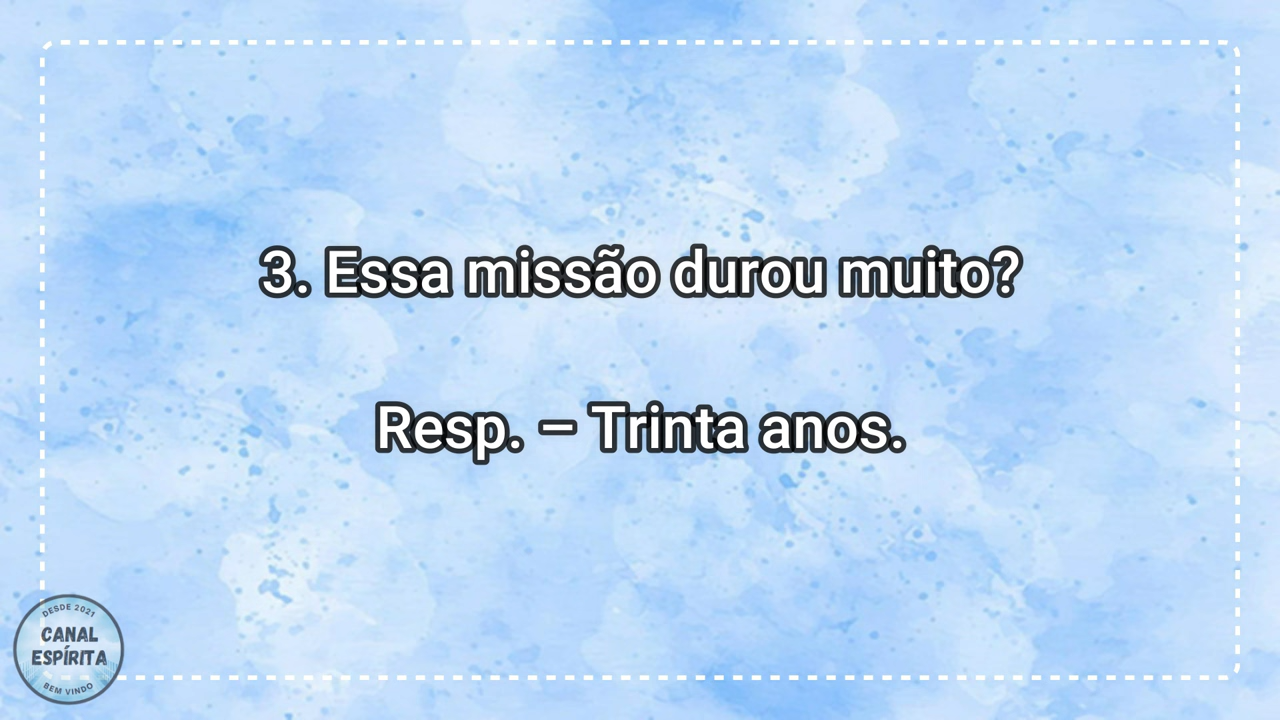 3. Essa missão durou muito?
Resp. – Trinta anos.
DESDE 2021
CANAL
ESPÍRITA
BEM VINDO